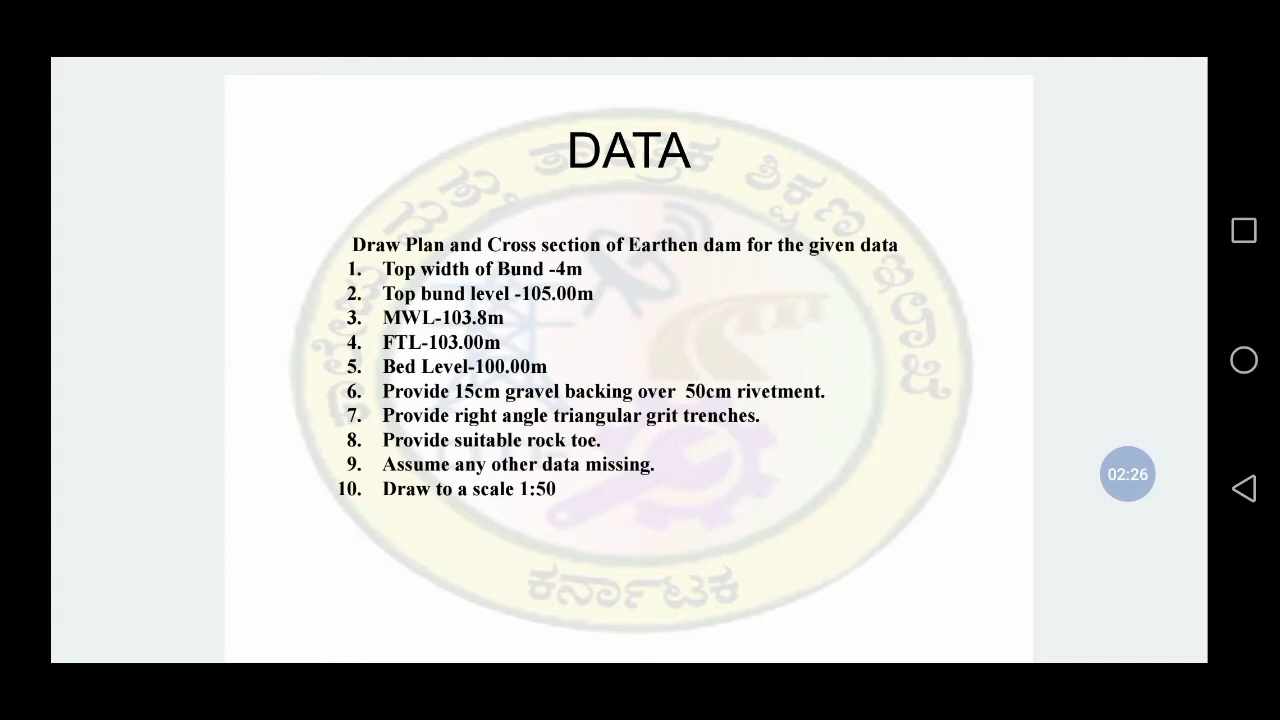 DATA
Draw Plan and Cross section of Earthen dam for the given data
1. Top width of Bund -4m
2. Top bund level -105.00m
3. MWL-103.8m
4. FTL-103.00m
5. Bed Level-100.00m
6. Provide 15cm gravel backing over 50cm rivetment.
7. Provide right angle triangular grit trenches.
8. Provide suitable rock toe.
9. Assume any other data missing.
10. Draw to a scale 1:50
02:26
ಮತ್ತು ತಾಂತ್ರಿಕ ಶಿಕ್ಷಣ ಇಲಾಖೆ
ಕರ್ನಾಟಕ